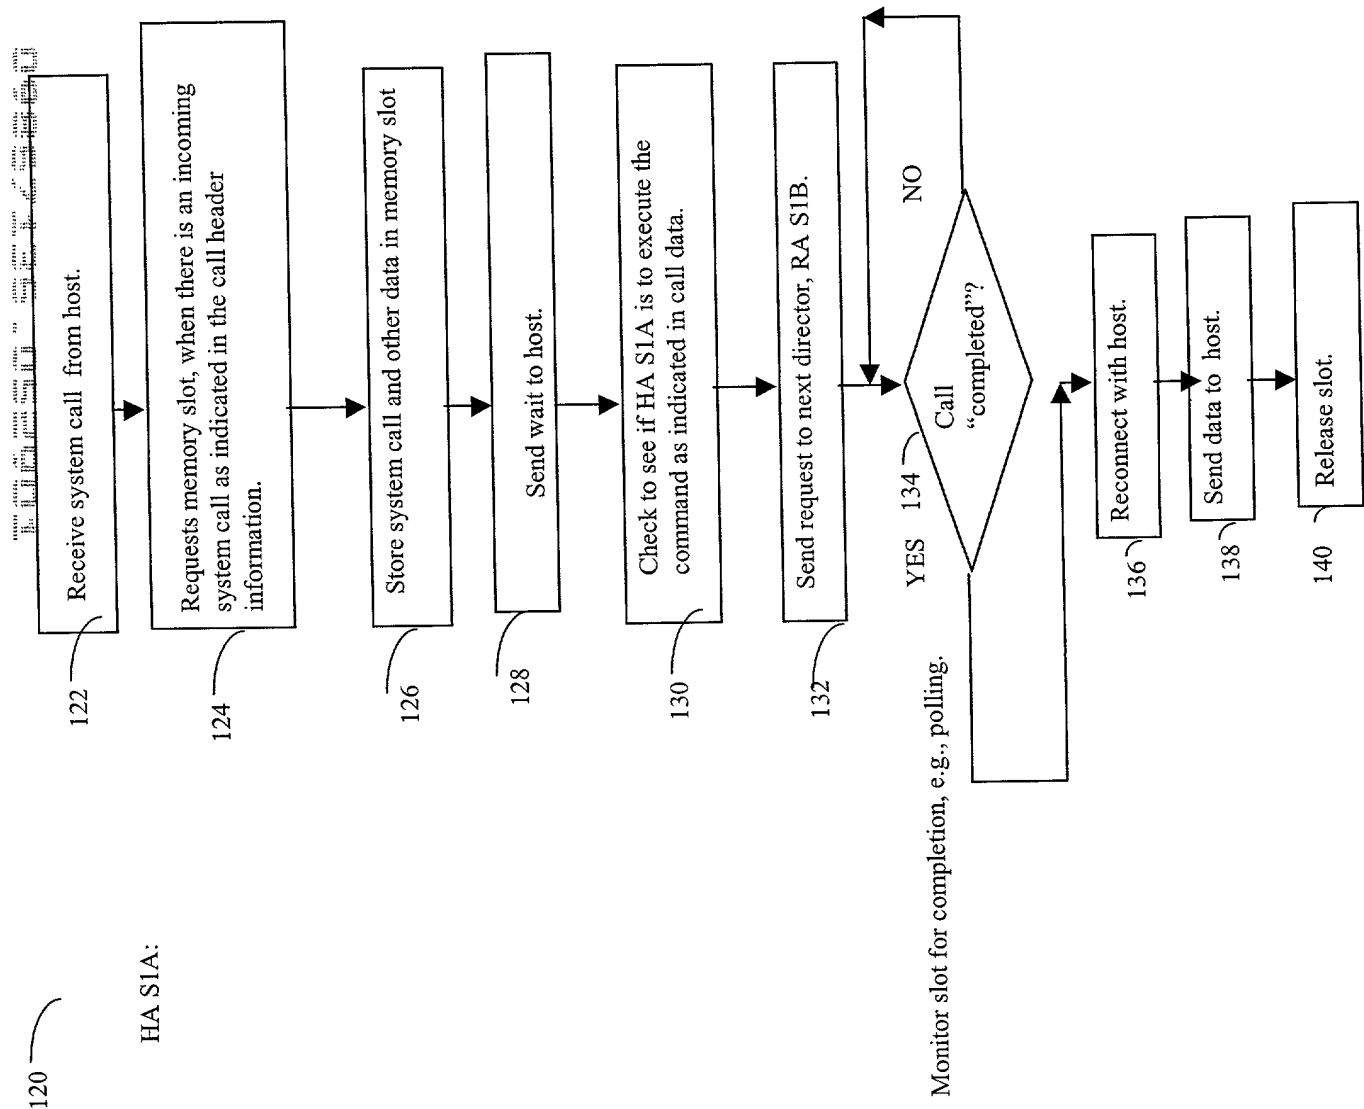 120
HA S1A:
122
Receive system call from host.
124
Requests memory slot, when there is an incoming
system call as indicated in the call header
information.
126
Store system call and other data in memory slot
128
Send wait to host.
130
Check to see if HA S1A is to execute the
command as indicated in call data.
132
Send request to next director, RA S1B.
Monitor slot for completion, e.g., polling.
YES
134
NO
Call
“completed”?
136
Reconnect with host.
138
Send data to host.
140
Release slot.